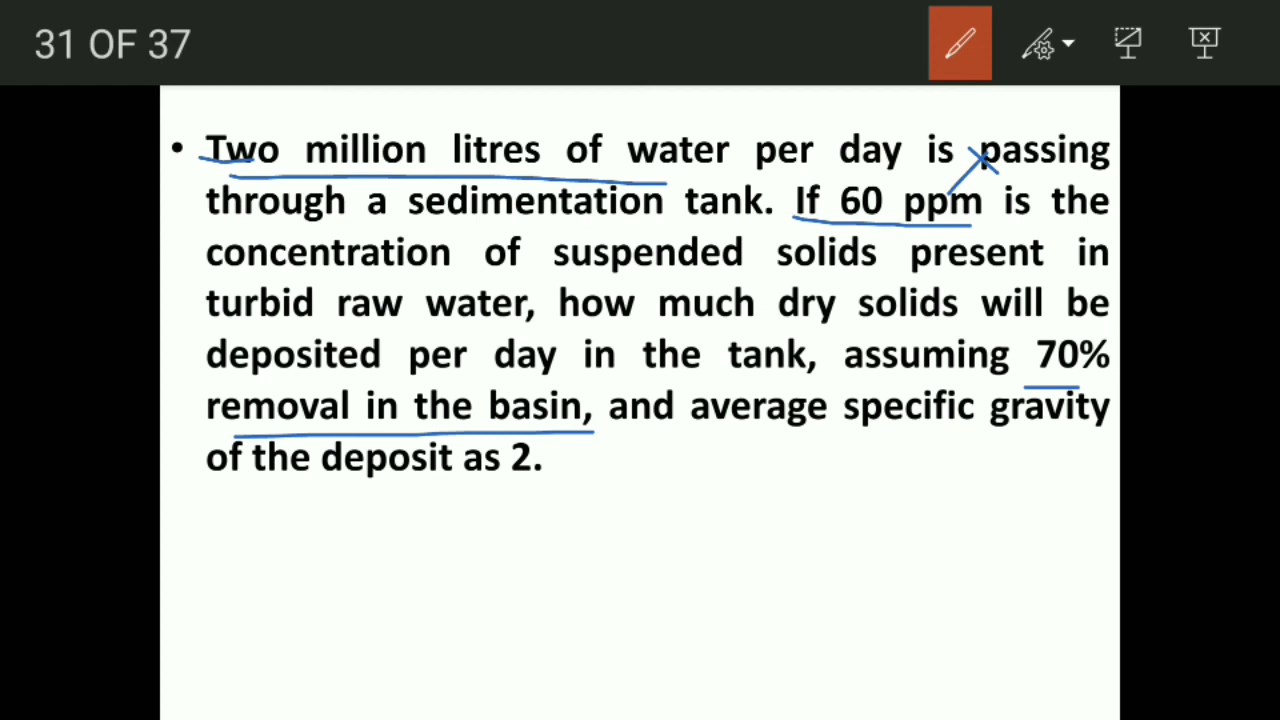 31 OF 37
• Two million litres of water per day is passing
through a sedimentation tank. If 60 ppm is the
concentration of suspended solids present in
turbid raw water, how much dry solids will be
deposited per day in the tank, assuming 70%
removal in the basin, and average specific gravity
of the deposit as 2.